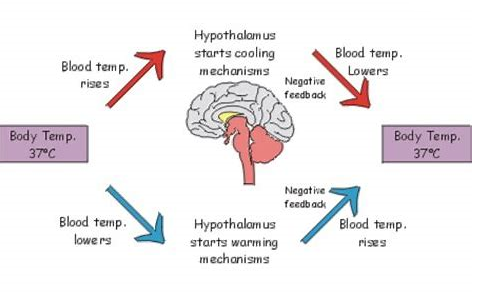 Hypothalamus
starts cooling
mechanisms
Blood temp.
rises
Blood temp.
Lowers
Negative
feedback
Body Temp.
37°C
Body Temp.
37°C
Negative
feedback
Blood temp.
lowers
Hypothalamus
starts warming
mechanisms
Blood temp.
rises